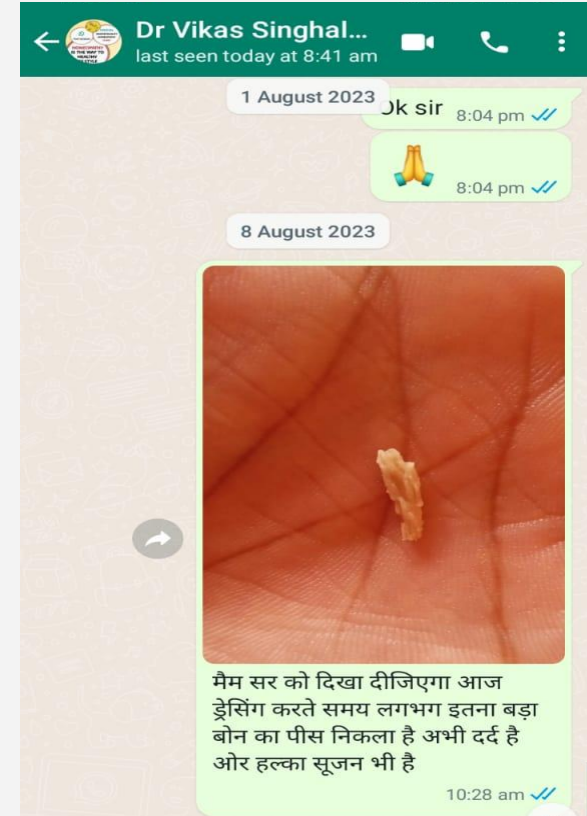 Dr Vikas Singhal...
last seen today at 8:41 am
1 August 2023
Ok sir 8:04 pm
8:04 pm
8 August 2023
मैम सर को दिखा दीजिएगा आज
ड्रेसिंग करते समय लगभग इतना बड़ा
बोन का पीस निकला है अभी दर्द है
ओर हल्का सूजन भी है
10:28 am